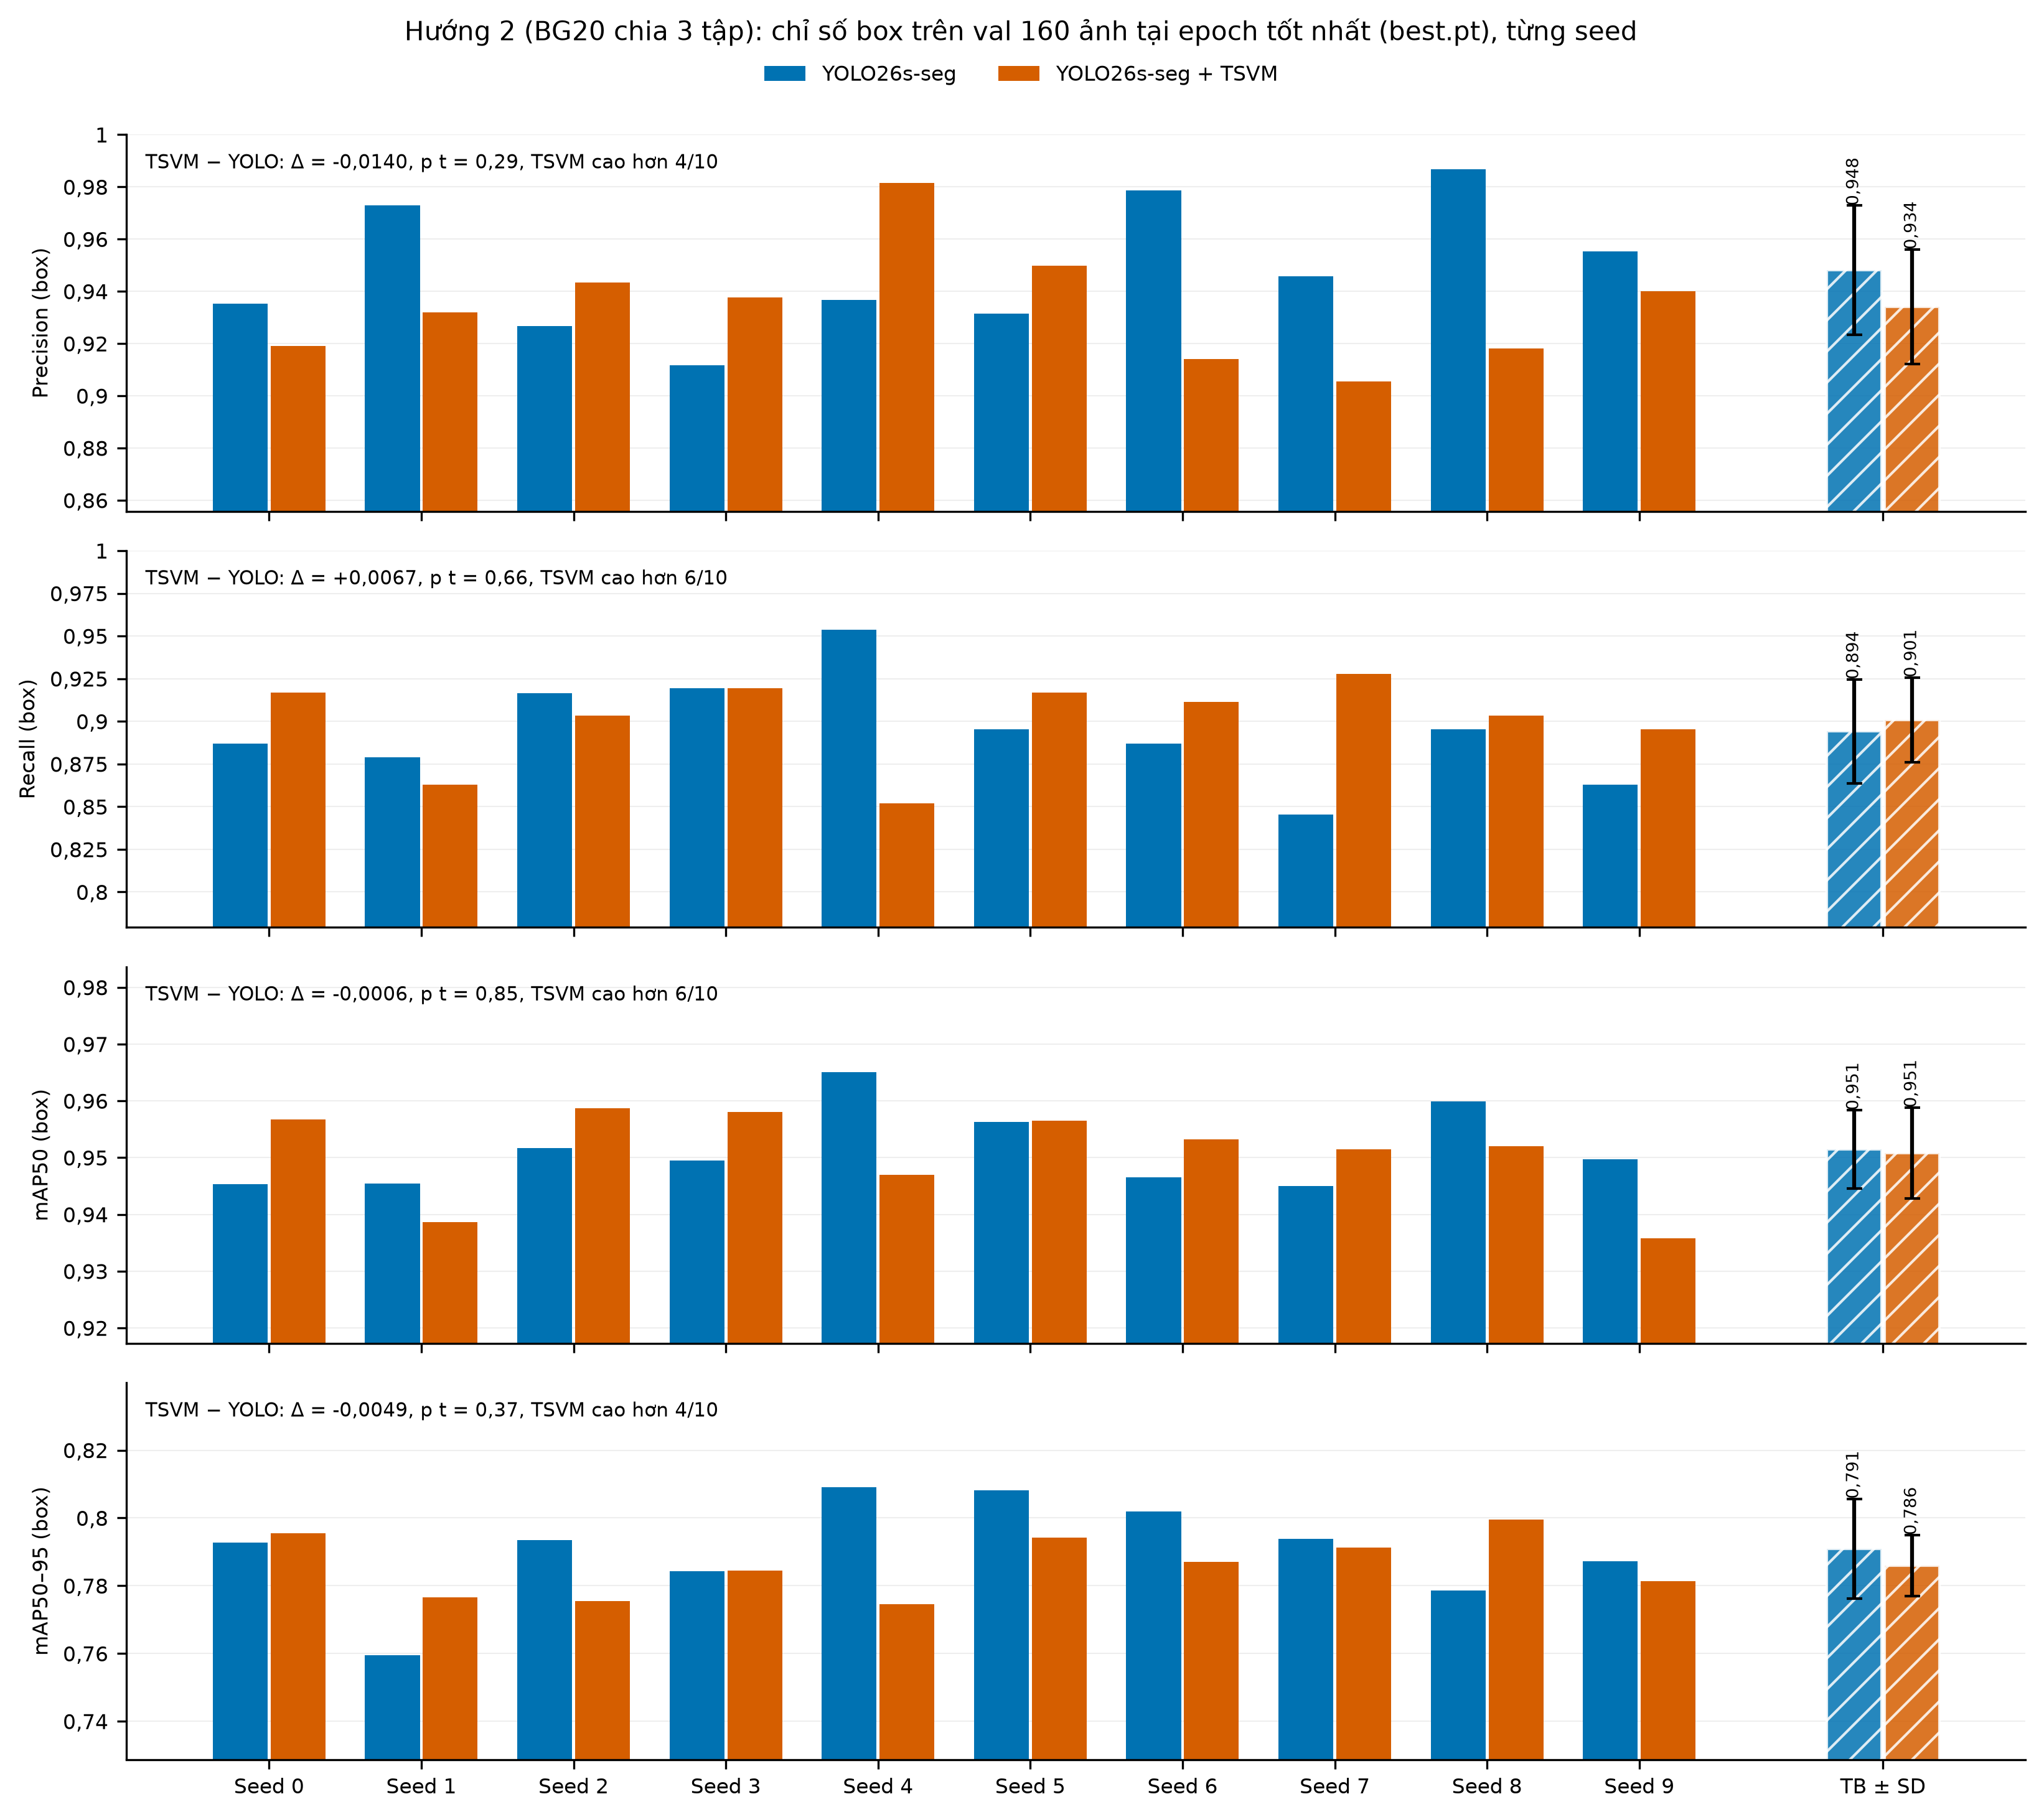 Hướng 2 (BG20 chia 3 tập): chỉ số box trên val 160 ảnh tại epoch tốt nhất (best.pt), từng seed
YOLO26s-seg
YOLO26s-seg + TSVM
Precision (box)
1
0,98
0,96
0,94
0,92
0,9
0,88
0,86
TSVM − YOLO: Δ = -0,0140, p t = 0,29, TSVM cao hơn 4/10
0,948
0,934
Recall (box)
1
0,975
0,95
0,925
0,9
0,875
0,85
0,825
0,8
TSVM − YOLO: Δ = +0,0067, p t = 0,66, TSVM cao hơn 6/10
0,894
0,901
mAP50 (box)
0,98
0,97
0,96
0,95
0,94
0,93
0,92
TSVM − YOLO: Δ = -0,0006, p t = 0,85, TSVM cao hơn 6/10
0,951
0,951
mAP50–95 (box)
0,82
0,8
0,78
0,76
0,74
TSVM − YOLO: Δ = -0,0049, p t = 0,37, TSVM cao hơn 4/10
0,791
0,786
Seed 0
Seed 1
Seed 2
Seed 3
Seed 4
Seed 5
Seed 6
Seed 7
Seed 8
Seed 9
TB ± SD